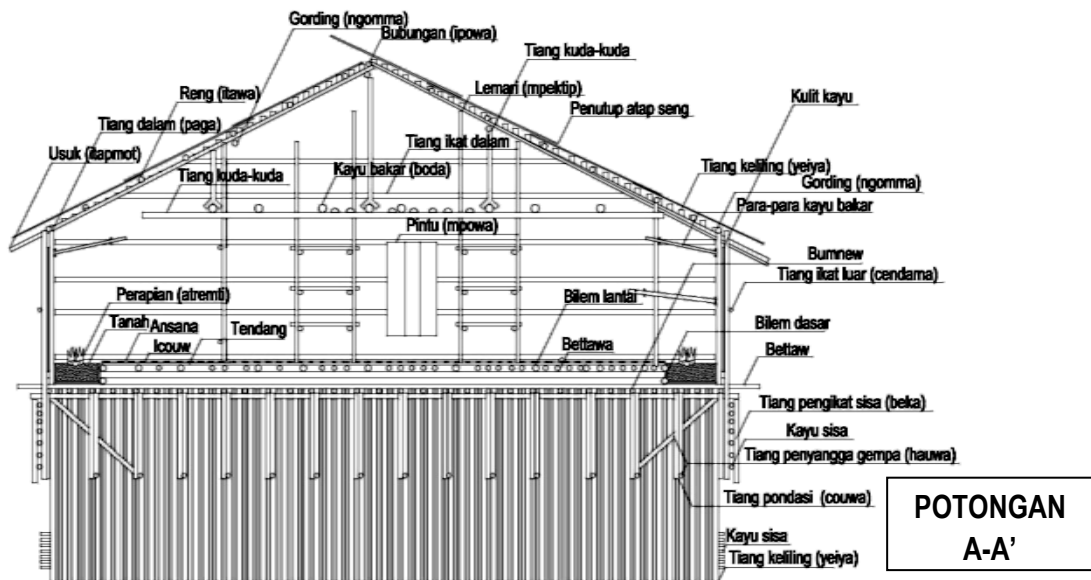 Gording (ngomma)
Bubungan (ipowa)
Tiang kuda-kuda
Reng (itawa)
Lemari (mpektip)
Kulit kayu
Penutup atap seng
Tiang dalam (paga)
Tiang ikat dalam
Usuk (itapmot)
Kayu bakar (boda)
Tiang keliling (yeiya)
Tiang kuda-kuda
Gording (ngomma)
Para-para kayu bakar
Pintu (mpowa)
Bumnew
Tiang ikat luar (cendama)
Perapian (atremti)
Bilem lantai
Tanah
Ansana
Tendang
Bilem dasar
Icouw
Bettawa
Bettaw
Tiang pengikat sisa (beka)
Kayu sisa
Tiang penyangga gempa (hauwa)
Tiang pondasi (couwa)
POTONGAN
A-A'
Kayu sisa
Tiang keliling (yeiya)